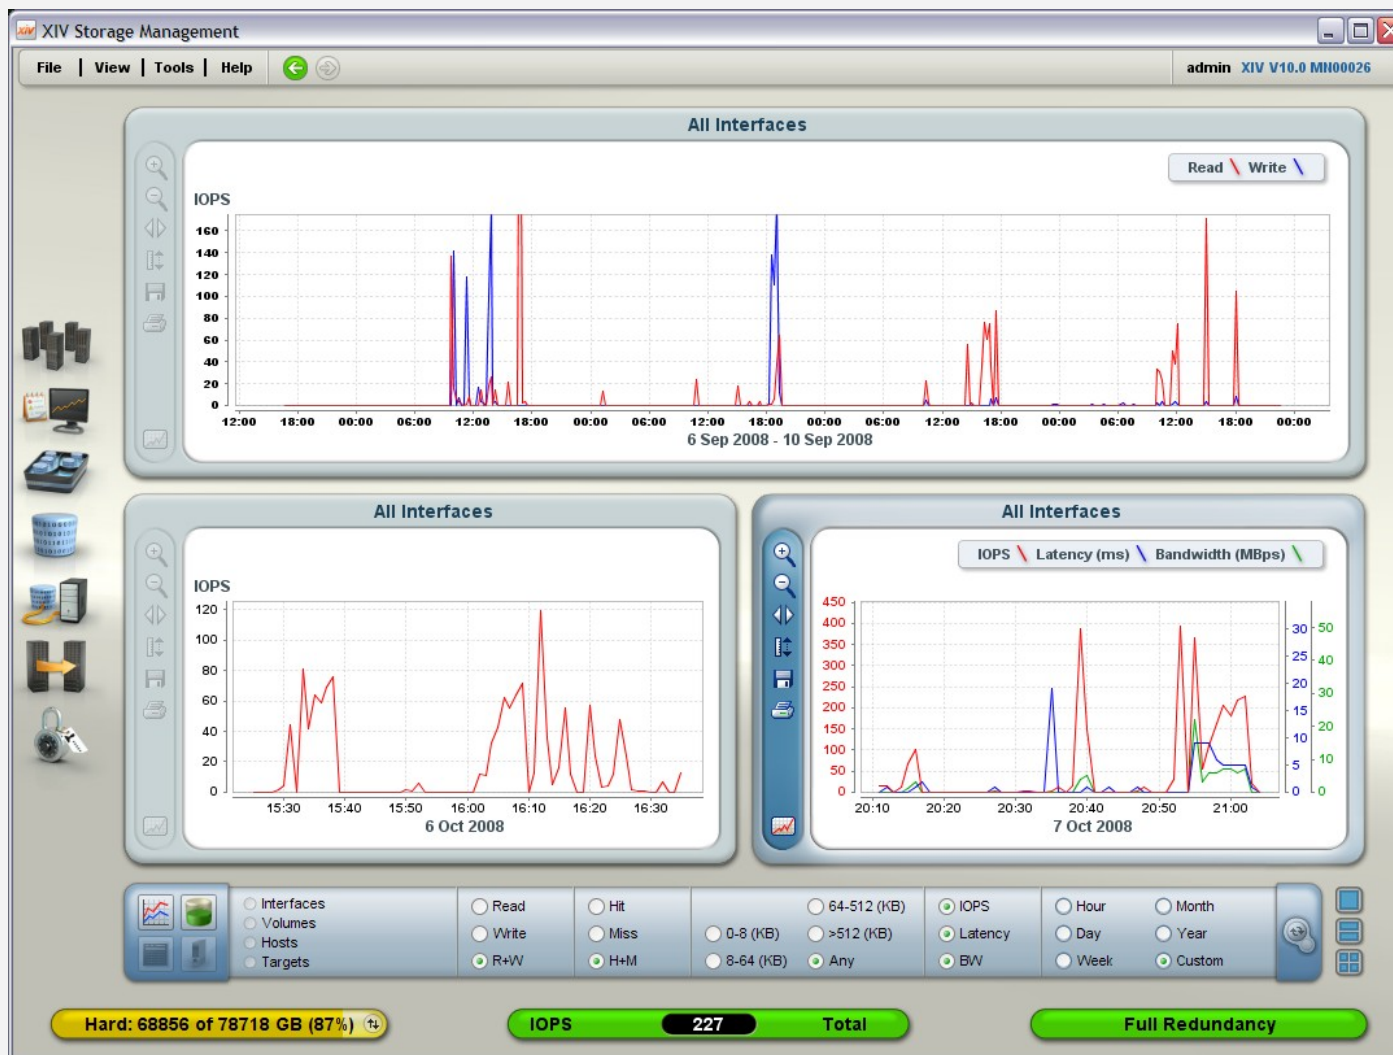 XIV XIV Storage Management
File | View | Tools | Help
admin XIV V10.0 MN00026
All Interfaces
Read Write
IOPS
160
140
120
100
80
60
40
20
0
12:00 18:00 00:00 06:00 12:00 18:00 00:00 06:00 12:00 18:00 00:00 06:00 12:00 18:00 00:00 06:00 12:00 18:00 00:00
6 Sep 2008 - 10 Sep 2008
All Interfaces
IOPS
120
100
80
60
40
20
0
15:30 15:40 15:50 16:00 16:10 16:20 16:30
6 Oct 2008
All Interfaces
IOPS Latency (ms) Bandwidth (MBps)
450
400
350
300
250
200
150
100
50
0
30
25
20
15
10
5
0
50
40
30
20
10
0
20:10 20:20 20:30 20:40 20:50 21:00
7 Oct 2008
Interfaces
Volumes
Hosts
Targets
Read
Write
R+W
Hit
Miss
H+M
0-8 (KB)
8-64 (KB)
64-512 (KB)
>512 (KB)
Any
IOPS
Latency
BW
Hour
Day
Week
Month
Year
Custom
Hard: 68856 of 78718 GB (87%)
IOPS 227 Total
Full Redundancy